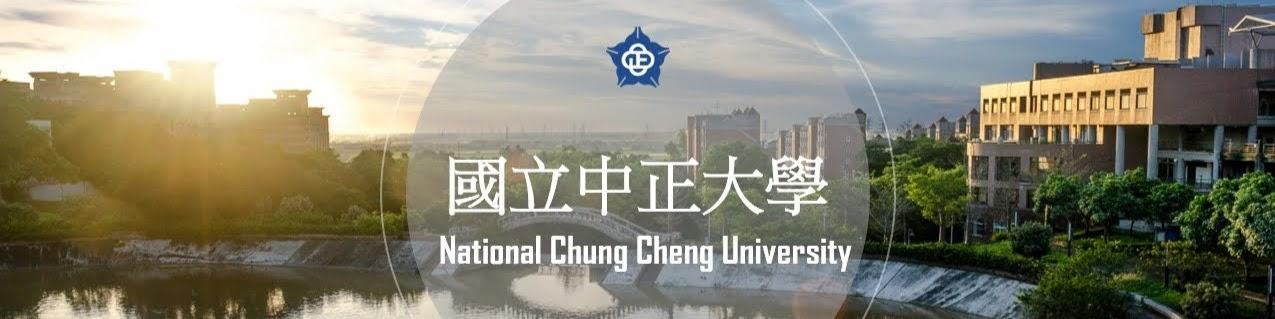 國立中正大學
National Chung Cheng University